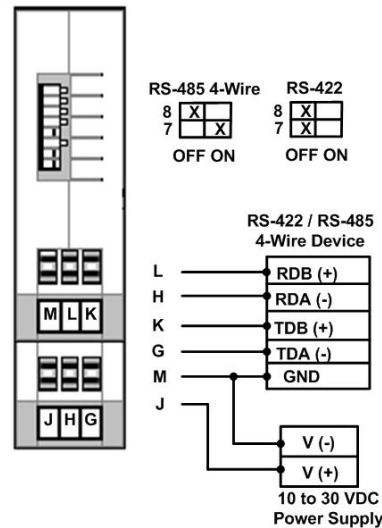 RS-485 4-Wire
8 X
7 X
OFF ON
RS-422
8 X
7 X
OFF ON
RS-422 / RS-485
4-Wire Device
L RDB (+)
H RDA (-)
K TDB (+)
G TDA (-)
M GND
J
V (-)
V (+)
10 to 30 VDC
Power Supply
M L K
J H G